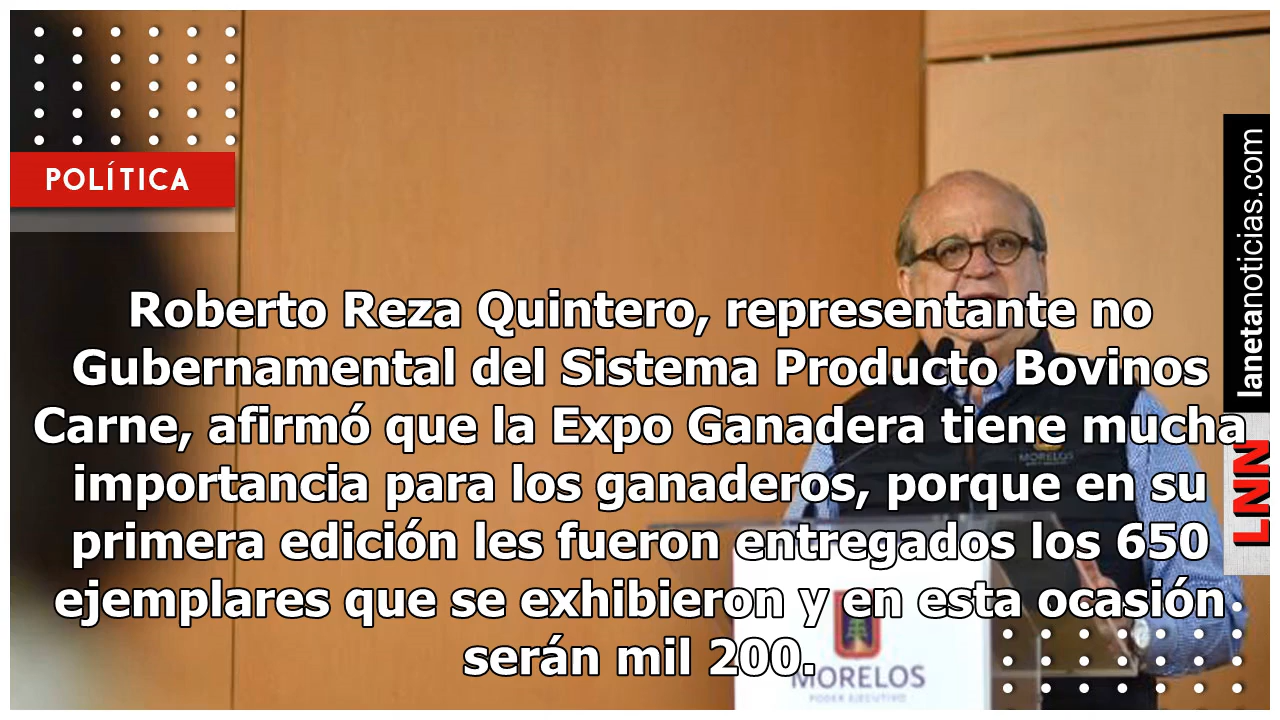 POLÍTICA
Roberto Reza Quintero, representante no
Gubernamental del Sistema Producto Bovinos
Carne, afirmó que la Expo Ganadera tiene mucha
importancia para los ganaderos, porque en su
primera edición les fueron entregados los 650
ejemplares que se exhibieron y en esta ocasión
serán mil 200.
lanetanoticias.com
LNN
MORELOS
MORELOS
PODER EJECUTIVO